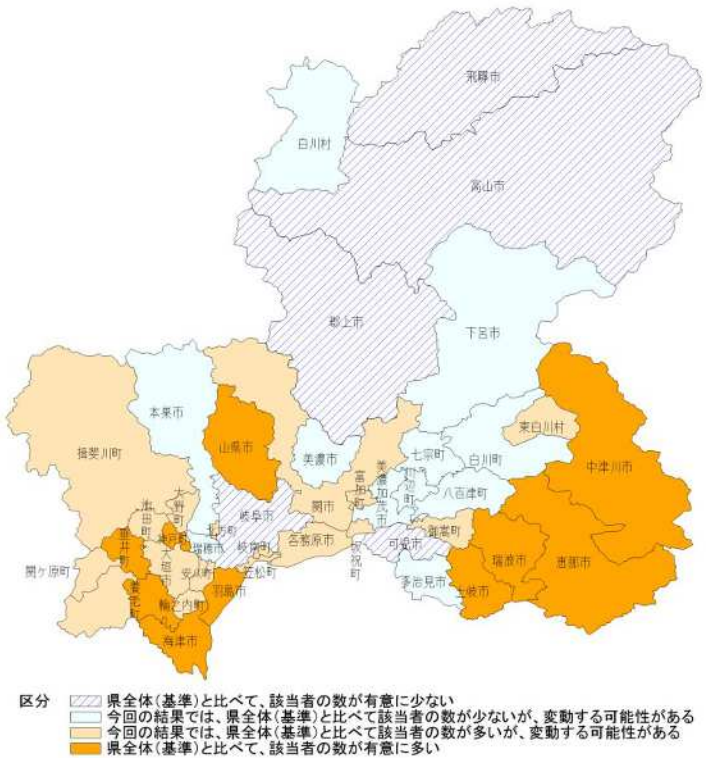 飛騨市
白川村
高山市
郡上市
下呂市
本巣市
山県市
東白川村
揖斐川町
美濃市
七宗町
白川町
中津川市
富加町
美濃加茂市
川辺町
八百津町
大野町
池田町
岐阜市
関市
北方町
御嵩町
垂井町
神戸町
瑞穂市
岐南町
各務原市
坂祝町
可児市
瑞浪市
恵那市
関ケ原町
大垣市
安八町
笠松町
多治見市
養老町
輪之内町
羽島市
土岐市
海津市
区分
県全体(基準)と比べて、該当者の数が有意に少ない
今回の結果では、県全体(基準)と比べて該当者の数が少ないが、変動する可能性がある
今回の結果では、県全体(基準)と比べて該当者の数が多いが、変動する可能性がある
県全体(基準)と比べて、該当者の数が有意に多い